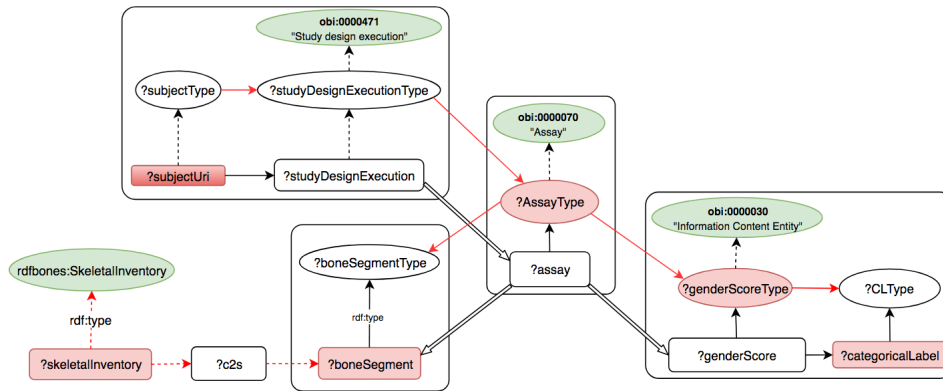 obi:0000471
"Study design execution"
?subjectType
?studyDesignExecutionType
?subjectUri
?studyDesignExecution
obi:0000070
"Assay"
?AssayType
?assay
obi:0000030
"Information Content Entity"
?genderScoreType
?CLType
?genderScore
?categoricalLabel
?boneSegmentType
rdf:type
?boneSegment
rdfbones:SkeletalInventory
rdf:type
?skeletalInventory
?c2s